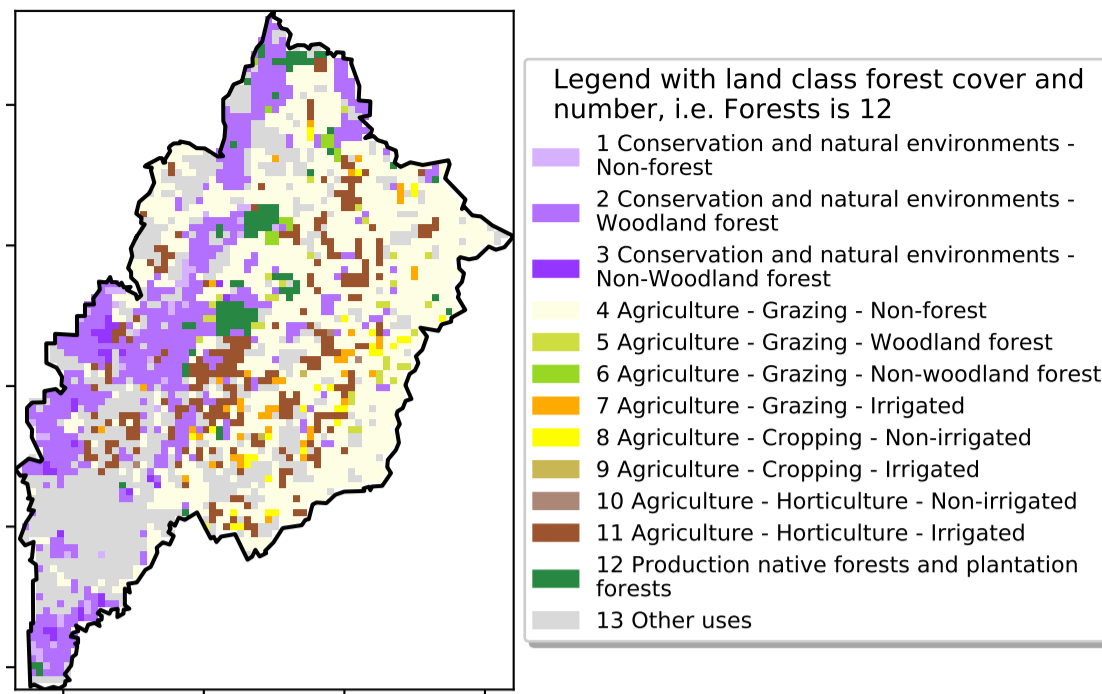 Legend with land class forest cover and
number, i.e. Forests is 12
1 Conservation and natural environments -
Non-forest
2 Conservation and natural environments -
Woodland forest
3 Conservation and natural environments -
Non-Woodland forest
4 Agriculture - Grazing - Non-forest
5 Agriculture - Grazing - Woodland forest
6 Agriculture - Grazing - Non-woodland forest
7 Agriculture - Grazing - Irrigated
8 Agriculture - Cropping - Non-irrigated
9 Agriculture - Cropping - Irrigated
10 Agriculture - Horticulture - Non-irrigated
11 Agriculture - Horticulture - Irrigated
12 Production native forests and plantation
forests
13 Other uses